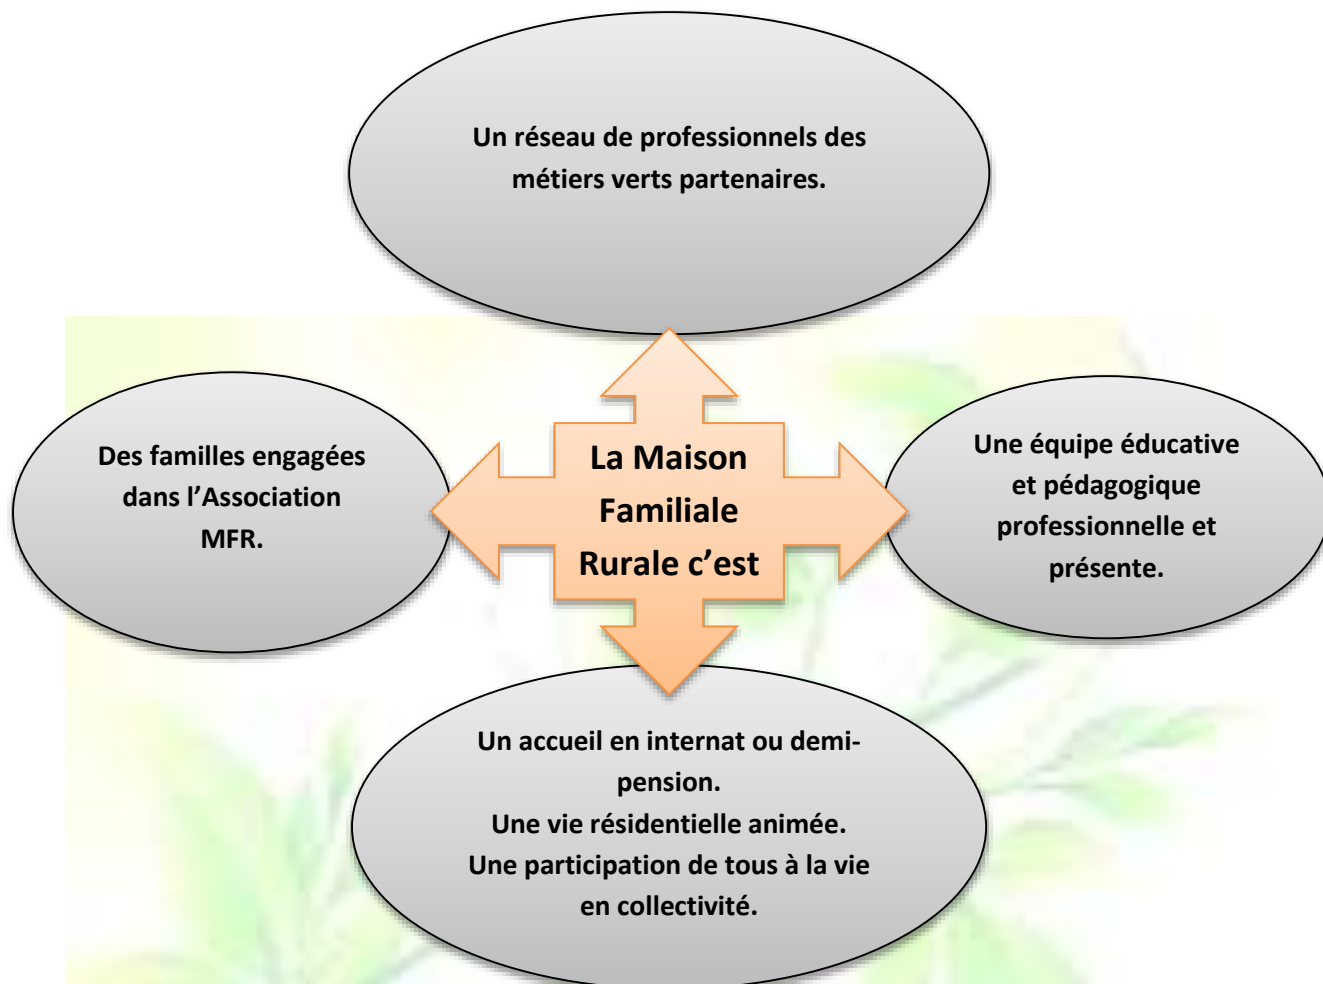 Un réseau de professionnels des
métiers verts partenaires.
Des familles engagées
dans l’Association
MFR.
La Maison
Familiale
Rurale c’est
Une équipe éducative
et pédagogique
professionnelle et
présente.
Un accueil en internat ou demi-
pension.
Une vie résidentielle animée.
Une participation de tous à la vie
en collectivité.